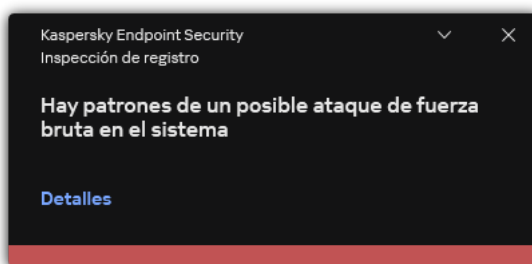 Kaspersky Endpoint Security
Inspección de registro
Hay patrones de un posible ataque de fuerza
bruta en el sistema
Detalles